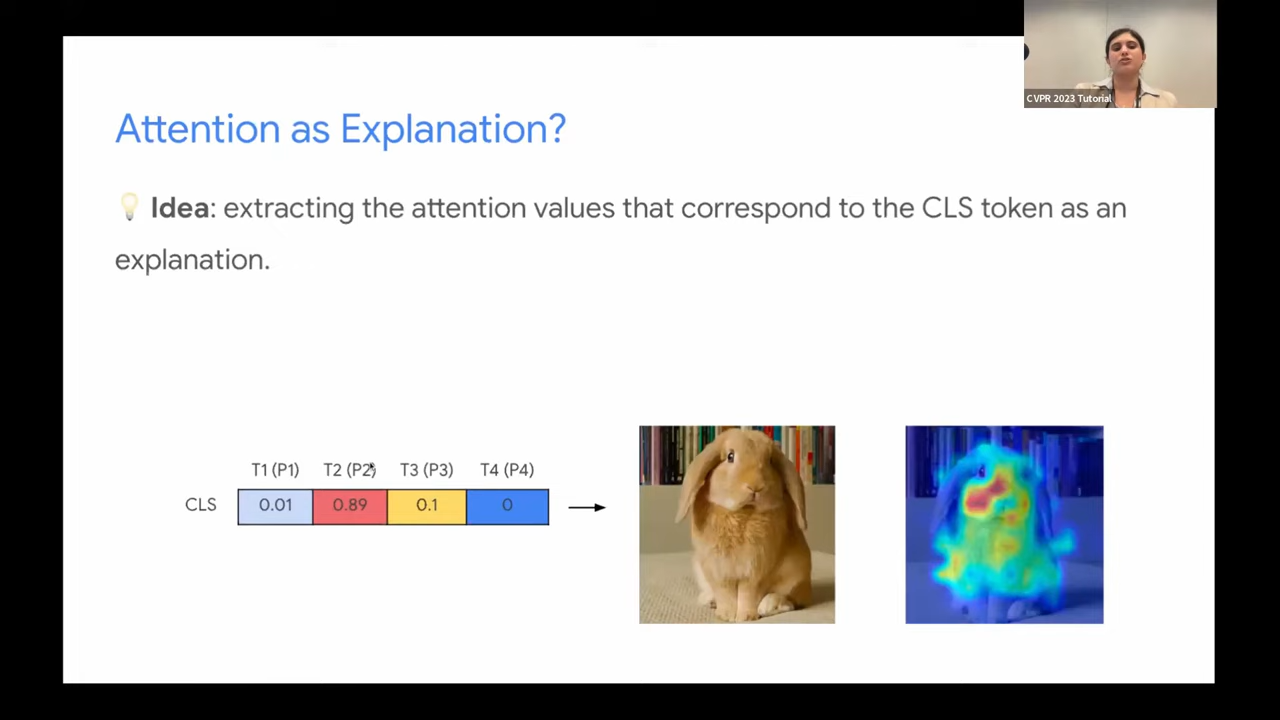 CVPR 2023 Tutorial
Attention as Explanation?
Idea: extracting the attention values that correspond to the CLS token as an
explanation.
T1 (P1) T2 (P2) T3 (P3) T4 (P4)
CLS 0.01 0.89 0.1 0